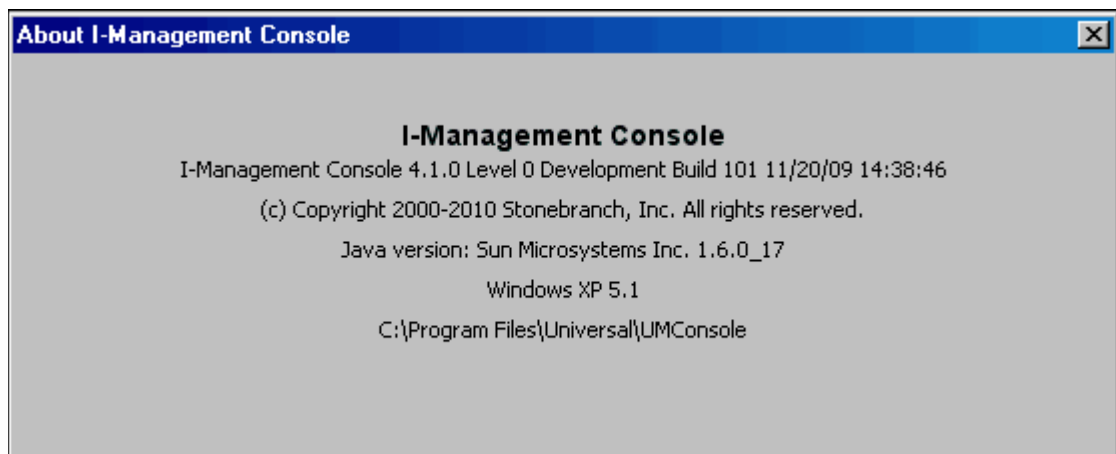 About I-Management Console
I-Management Console
I-Management Console 4.1.0 Level 0 Development Build 101 11/20/09 14:38:46
(c) Copyright 2000-2010 Stonebranch, Inc. All rights reserved.
Java version: Sun Microsystems Inc. 1.6.0_17
Windows XP 5.1
C:\Program Files\Universal\UMConsole